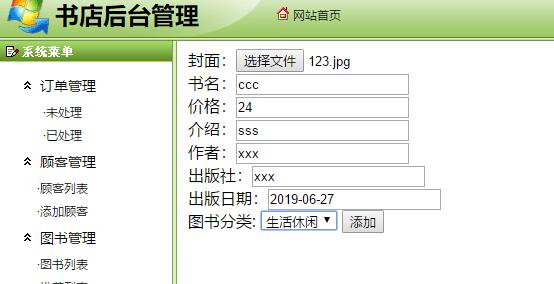 书店后台管理
网站首页
系统菜单
订单管理
·未处理
·已处理
顾客管理
·顾客列表
·添加顾客
图书管理
·图书列表
封面： 选择文件 123.jpg
书名： ccc
价格： 24
介绍： sss
作者： xxx
出版社： xxx
出版日期： 2019-06-27
图书分类: 生活休闲 添加